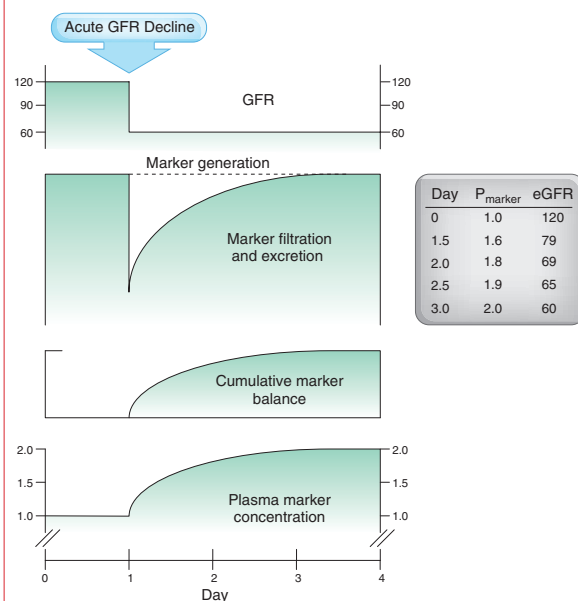 Acute GFR Decline
120
90
60
GFR
120
90
60
Marker generation
Marker filtration
and excretion
Day P_marker eGFR
0 1.0 120
1.5 1.6 79
2.0 1.8 69
2.5 1.9 65
3.0 2.0 60
Cumulative marker
balance
2.0
1.5
1.0
Plasma marker
concentration
2.0
1.5
1.0
0 1 2 3 4
Day